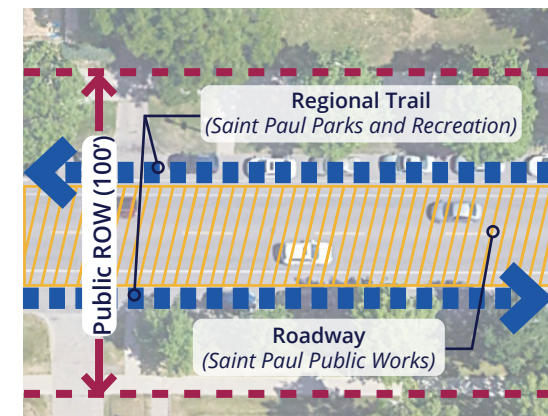 Regional Trail
(Saint Paul Parks and Recreation)
Public ROW (100')
Roadway
(Saint Paul Public Works)